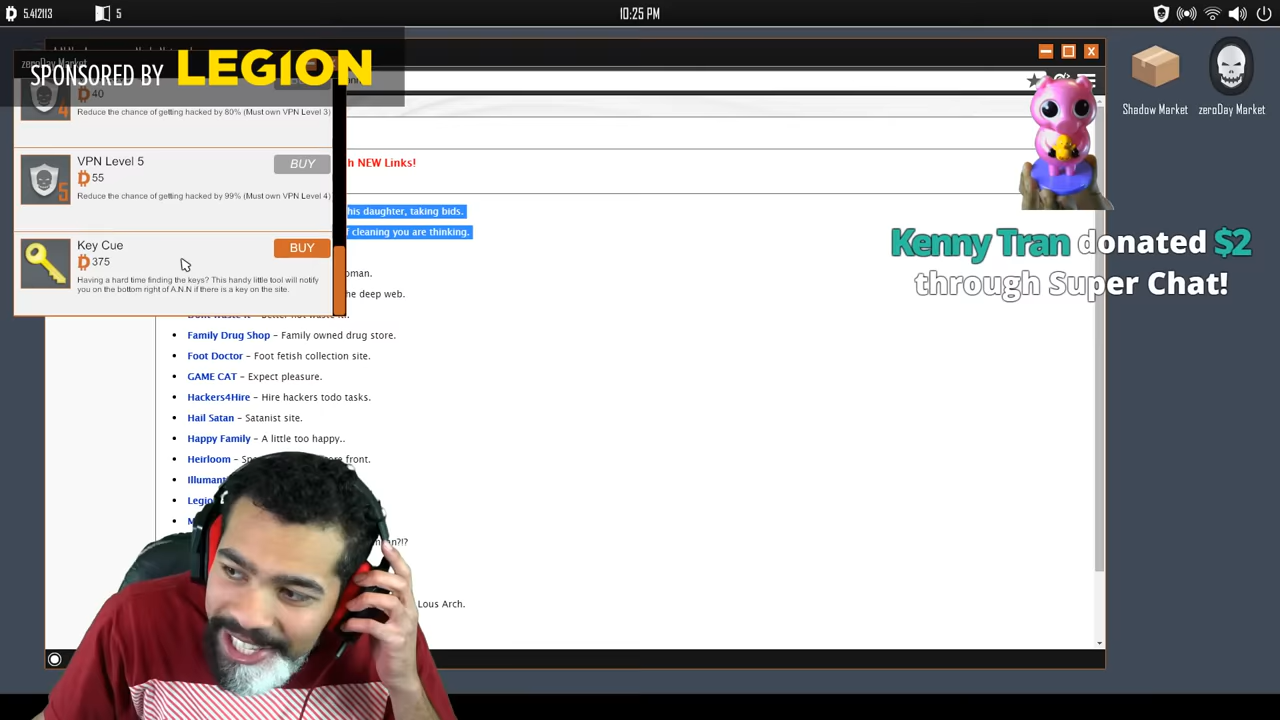 5.412113
5
10:25 PM
SPONSORED BY LEGION
zeroDay Market
40
4
Reduce the chance of getting hacked by 80% (Must own VPN Level 3)
VPN Level 5
BUY
55
5
Reduce the chance of getting hacked by 99% (Must own VPN Level 4)
Key Cue
BUY
375
Having a hard time finding the keys? This handy little tool will notify
you on the bottom right of A.N.N if there is a key on the site.
Shadow Market
zeroDay Market
h NEW Links!
his daughter, taking bids.
f cleaning you are thinking.
oman.
he deep web.
Kenny Tran donated $2
through Super Chat!
Family Drug Shop – Family owned drug store.
Foot Doctor – Foot fetish collection site.
GAME CAT – Expect pleasure.
Hackers4Hire – Hire hackers todo tasks.
Hail Satan – Satanist site.
Happy Family – A little too happy..
Heirloom – front.
Lous Arch.